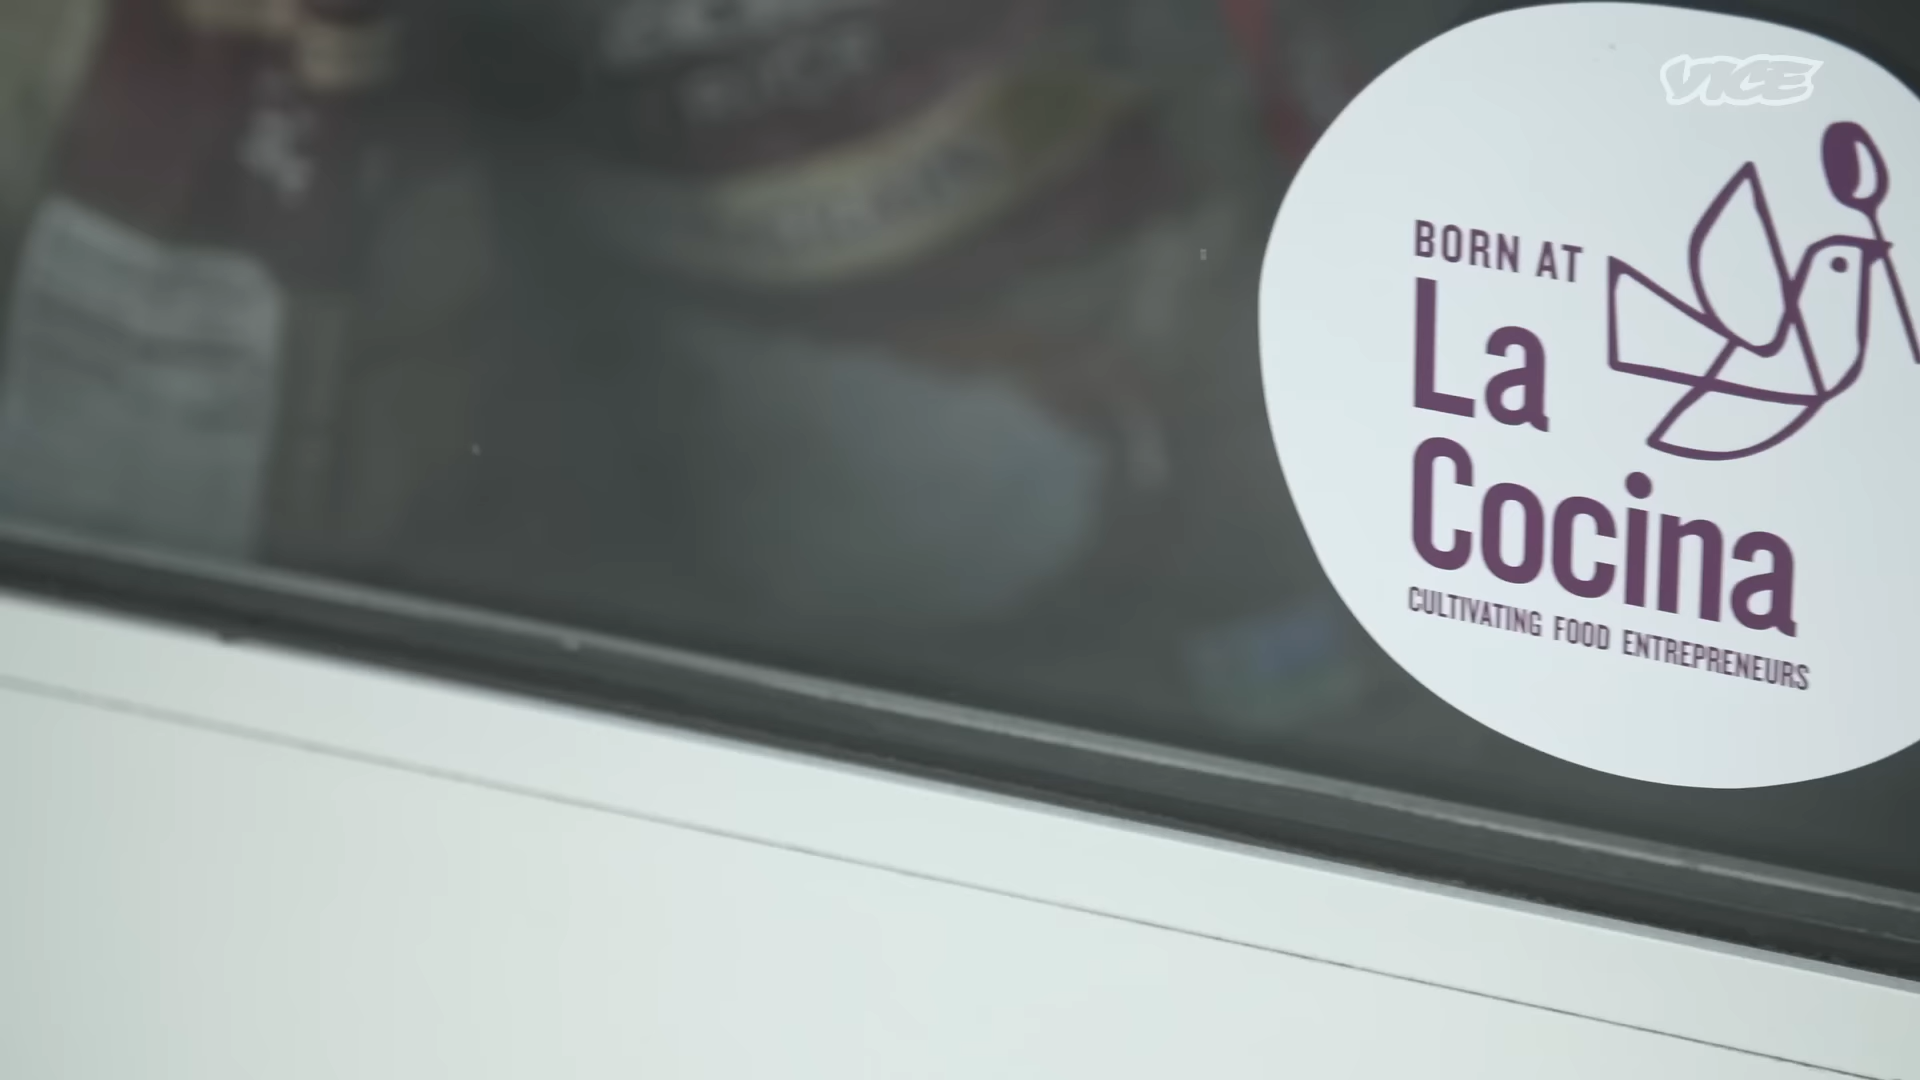 VICE
BORN AT
La
Cocina
CULTIVATING FOOD ENTREPRENEURS